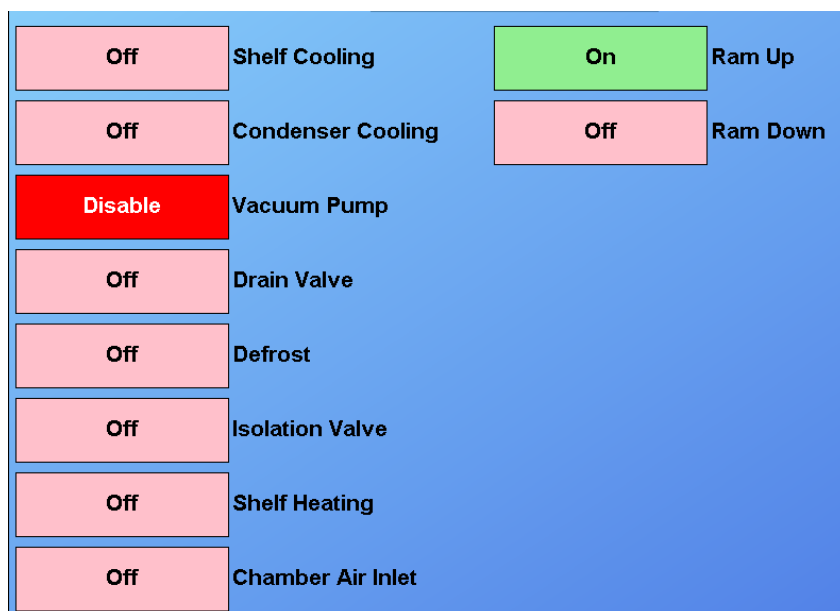 Off Shelf Cooling On Ram Up
Off Condenser Cooling Off Ram Down
Disable Vacuum Pump
Off Drain Valve
Off Defrost
Off Isolation Valve
Off Shelf Heating
Off Chamber Air Inlet